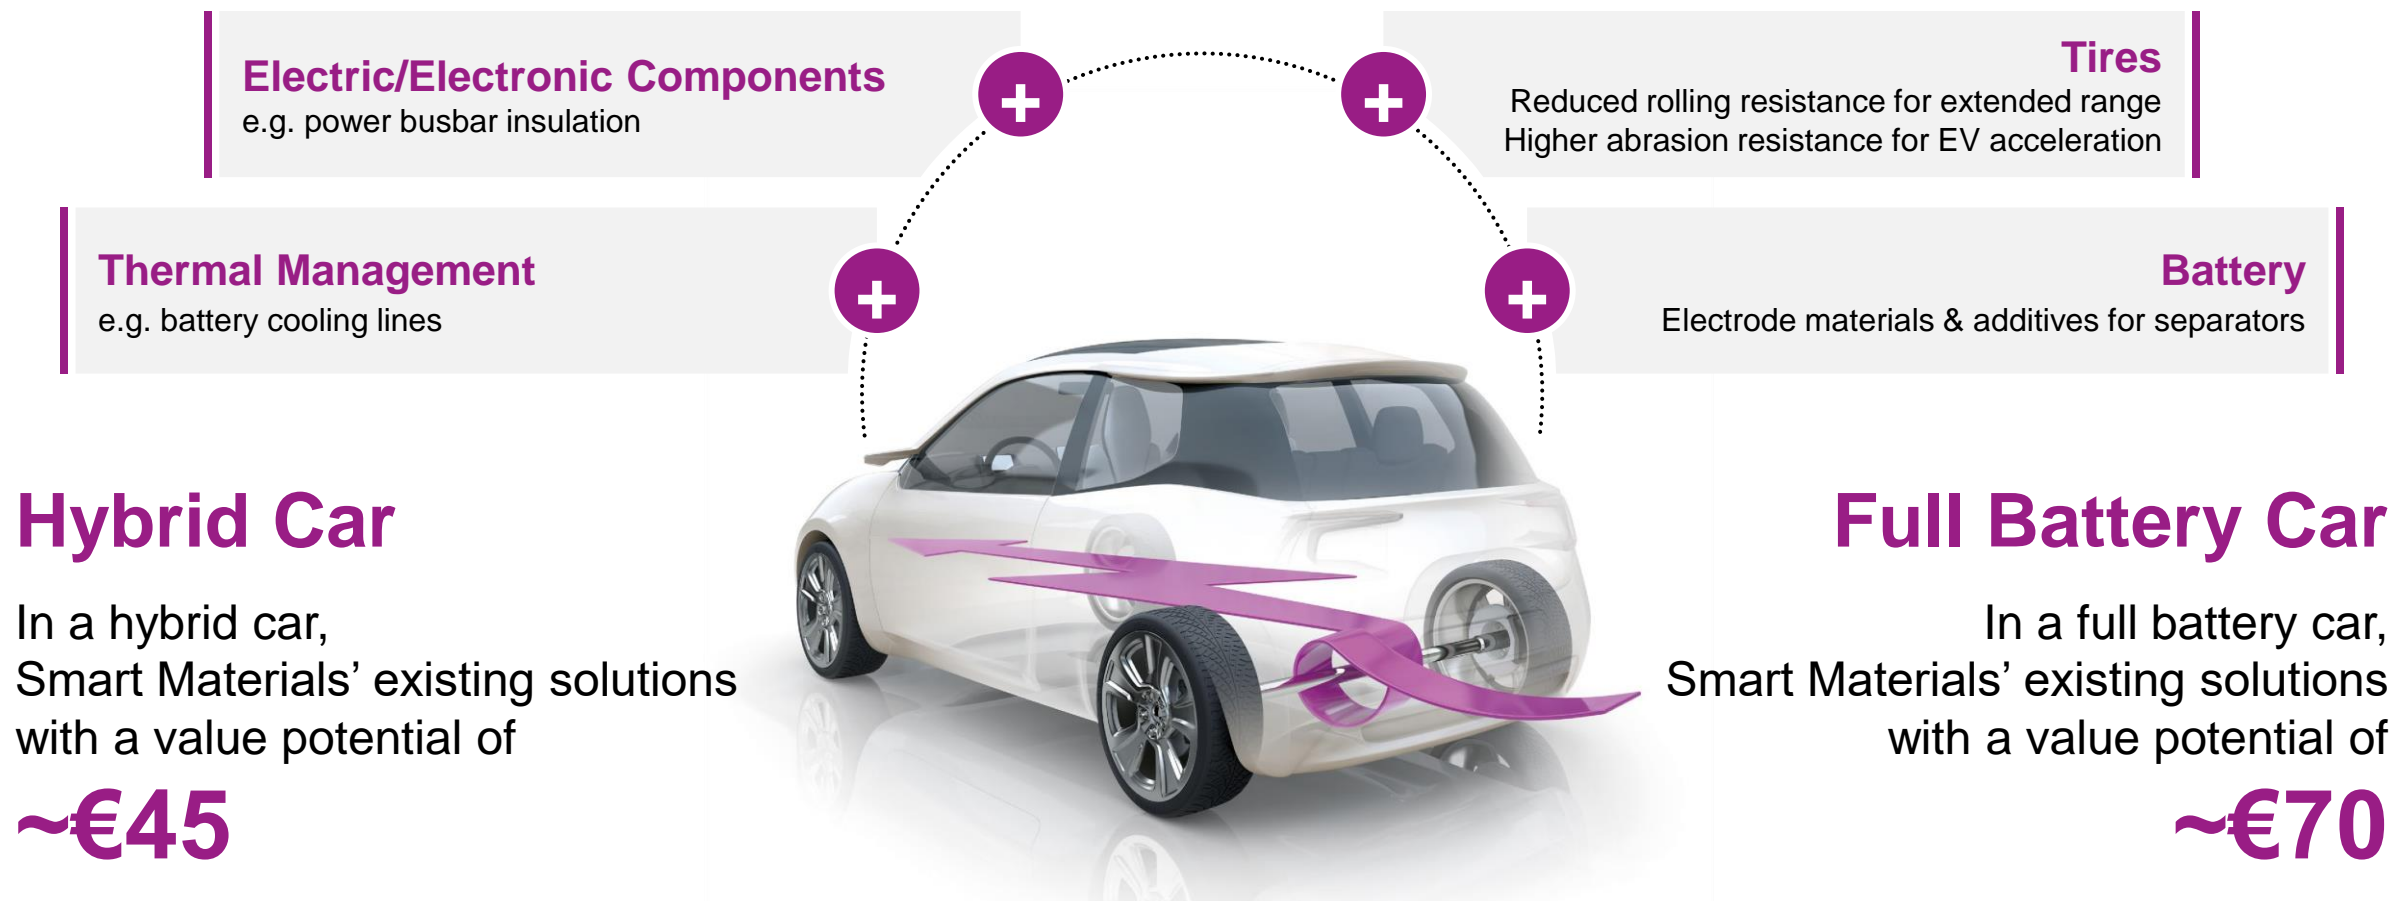 Electric/Electronic Components
e.g. power busbar insulation
Tires
Reduced rolling resistance for extended range
Higher abrasion resistance for EV acceleration
Thermal Management
e.g. battery cooling lines
Battery
Electrode materials & additives for separators
Hybrid Car
In a hybrid car,
Smart Materials’ existing solutions
with a value potential of
~€45
Full Battery Car
In a full battery car,
Smart Materials’ existing solutions
with a value potential of
~€70